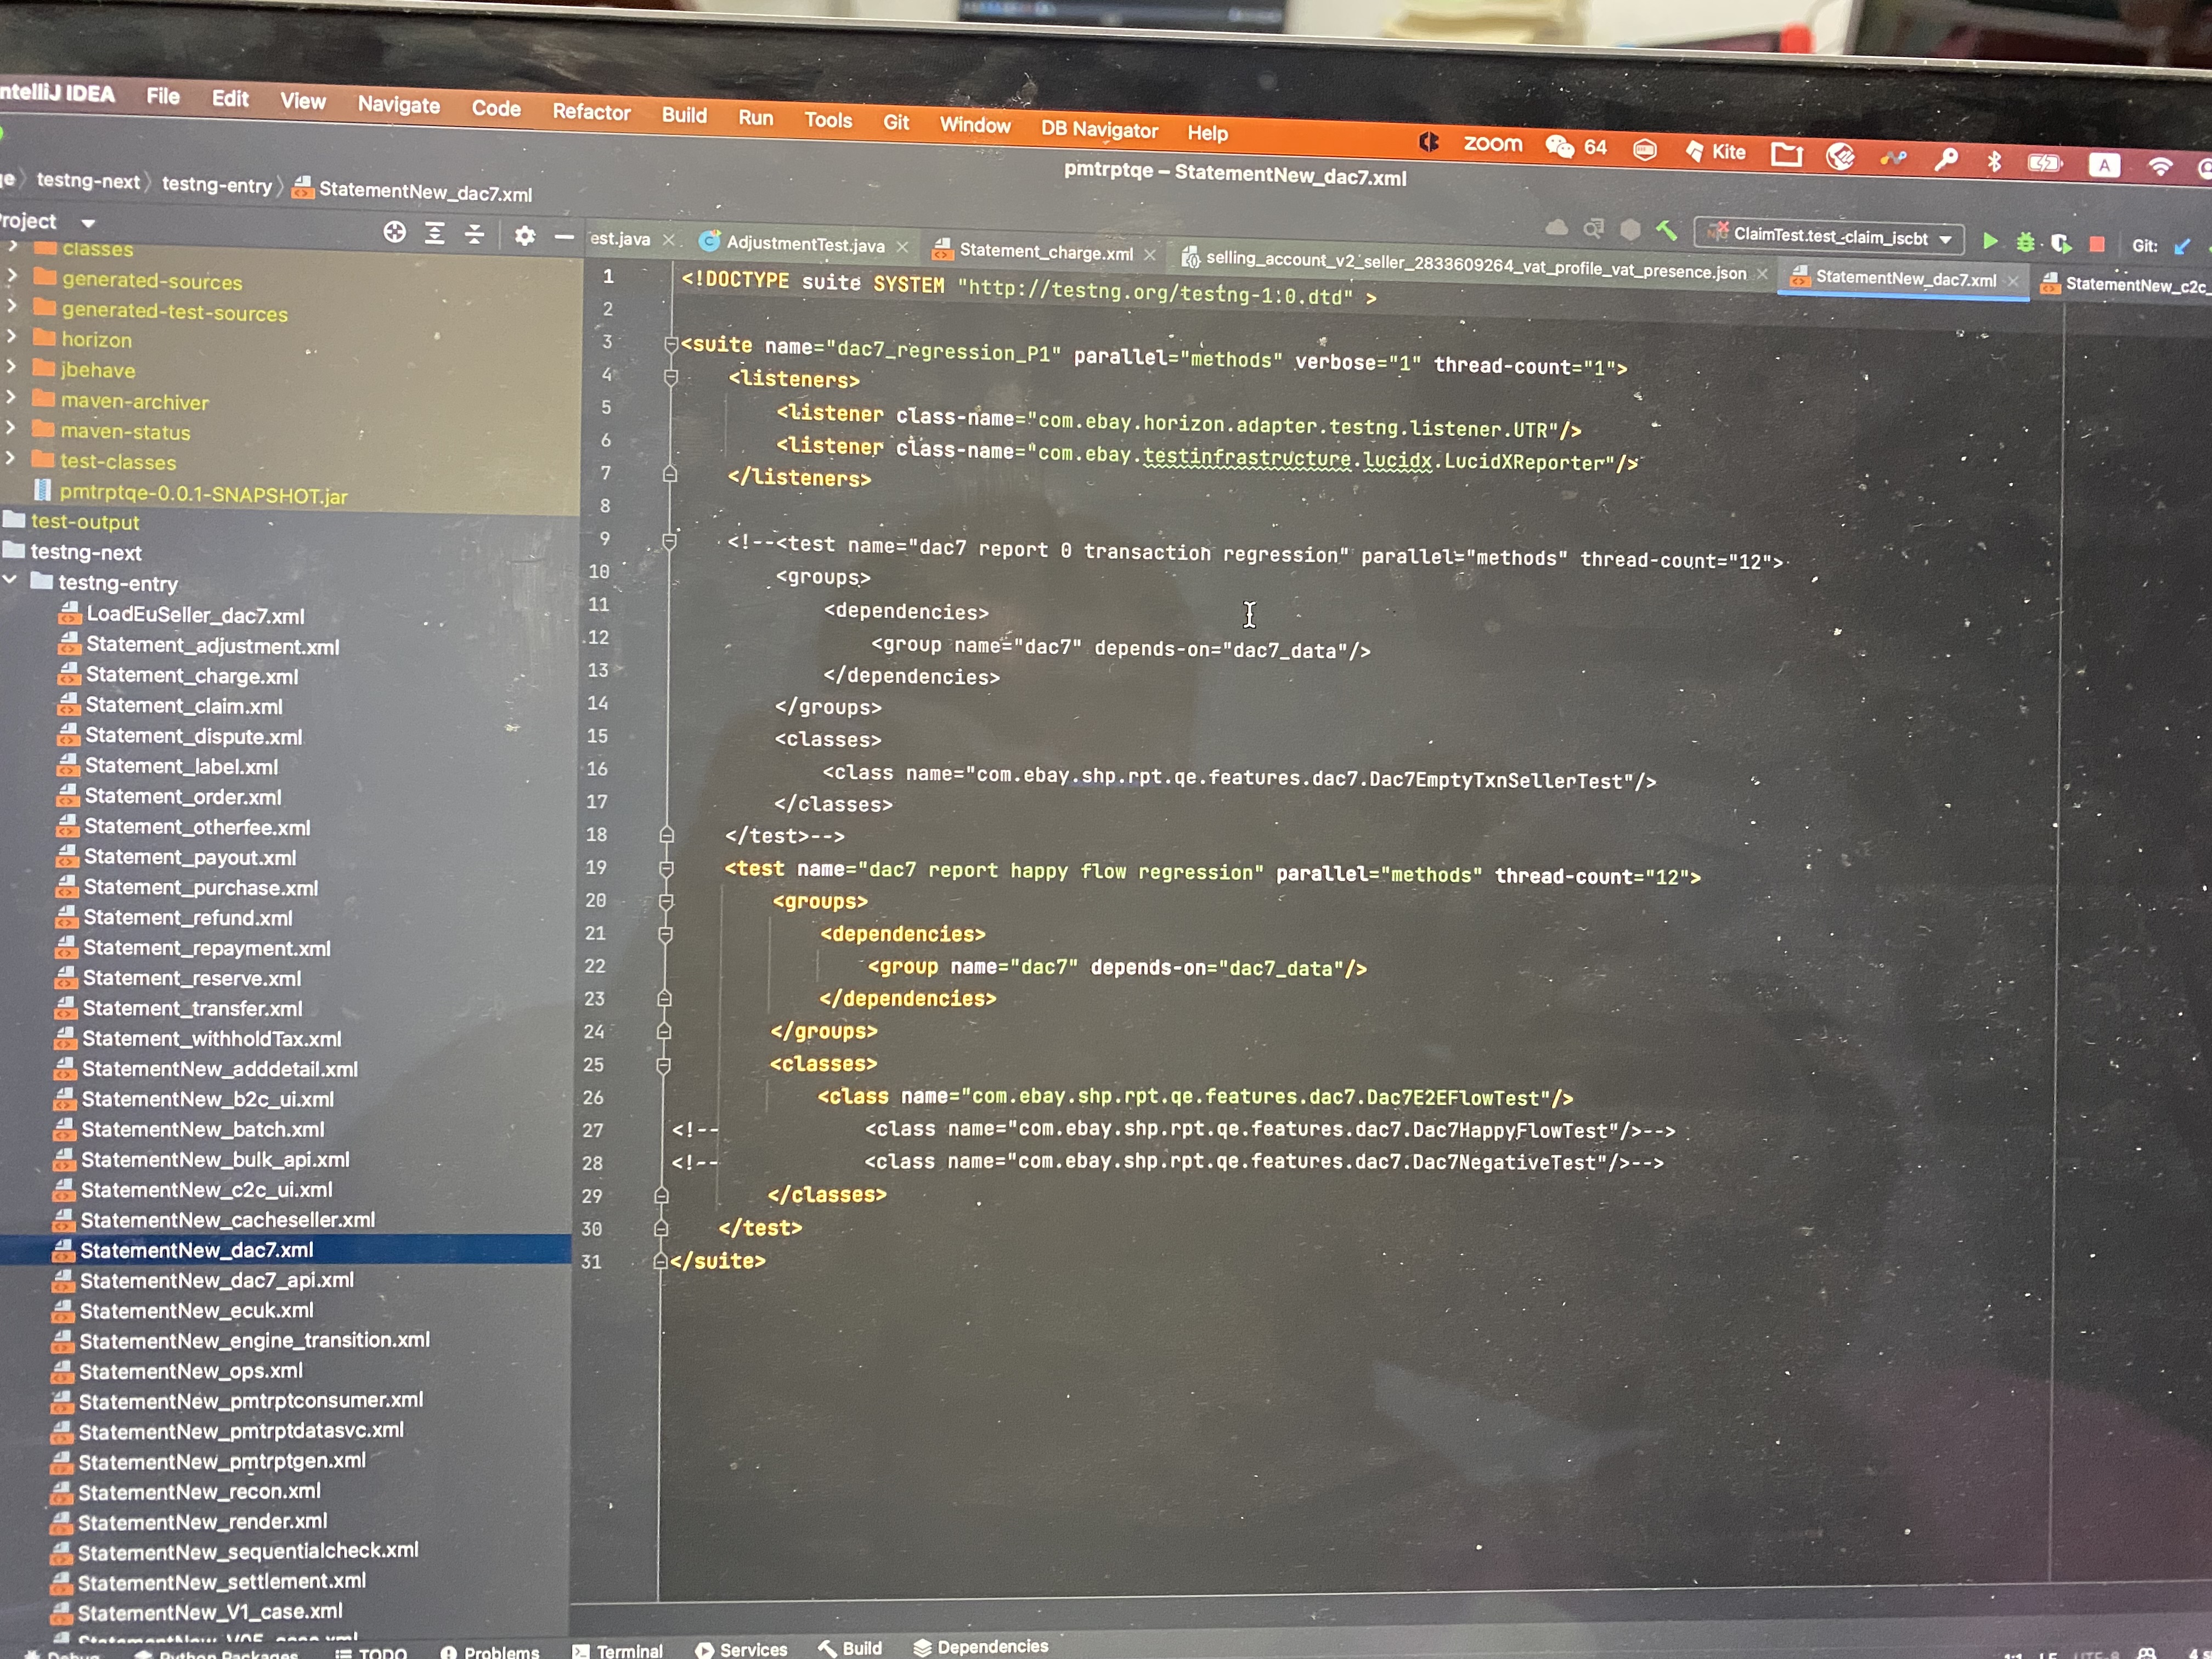 IntelliJ IDEA File Edit View Navigate Code Refactor Build Run Tools Git Window DB Navigator Help zoom 64 Kite A
pmtrptqe – StatementNew_dac7.xml
testng-next testng-entry StatementNew_dac7.xml
ClaimTest.test_claim_iscbt Git:
Project
est.java AdjustmentTest.java Statement_charge.xml selling_account_v2_seller_2833609264_vat_profile_vat_presence.json StatementNew_dac7.xml StatementNew_c2c_
classes
generated-sources
generated-test-sources
horizon
jbehave
maven-archiver
maven-status
test-classes
pmtrptqe-0.0.1-SNAPSHOT.jar
test-output
testng-next
testng-entry
LoadEuSeller_dac7.xml
Statement_adjustment.xml
Statement_charge.xml
Statement_claim.xml
Statement_dispute.xml
Statement_label.xml
Statement_order.xml
Statement_otherfee.xml
Statement_payout.xml
Statement_purchase.xml
Statement_refund.xml
Statement_repayment.xml
Statement_reserve.xml
Statement_transfer.xml
Statement_withholdTax.xml
StatementNew_adddetail.xml
StatementNew_b2c_ui.xml
StatementNew_batch.xml
StatementNew_bulk_api.xml
StatementNew_c2c_ui.xml
StatementNew_cacheseller.xml
StatementNew_dac7.xml
StatementNew_dac7_api.xml
StatementNew_ecuk.xml
StatementNew_engine_transition.xml
StatementNew_ops.xml
StatementNew_pmtrptconsumer.xml
StatementNew_pmtrptdatasvc.xml
StatementNew_pmtrptgen.xml
StatementNew_recon.xml
StatementNew_render.xml
StatementNew_sequentialcheck.xml
StatementNew_settlement.xml
StatementNew_V1_case.xml
1 <!DOCTYPE suite SYSTEM "http://testng.org/testng-1.0.dtd" >
2
3 <suite name="dac7_regression_P1" parallel="methods" verbose="1" thread-count="1">
4 <listeners>
5 <listener class-name="com.ebay.horizon.adapter.testng.listener.UTR"/>
6 <listener class-name="com.ebay.testinfrastructure.lucidx.LucidXReporter"/>
7 </listeners>
8
9 <!--<test name="dac7 report 0 transaction regression" parallel="methods" thread-count="12">
10 <groups>
11 <dependencies>
12 <group name="dac7" depends-on="dac7_data"/>
13 </dependencies>
14 </groups>
15 <classes>
16 <class name="com.ebay.shp.rpt.qe.features.dac7.Dac7EmptyTxnSellerTest"/>
17 </classes>
18 </test>-->
19 <test name="dac7 report happy flow regression" parallel="methods" thread-count="12">
20 <groups>
21 <dependencies>
22 <group name="dac7" depends-on="dac7_data"/>
23 </dependencies>
24 </groups>
25 <classes>
26 <class name="com.ebay.shp.rpt.qe.features.dac7.Dac7E2EFlowTest"/>
27 <!-- <class name="com.ebay.shp.rpt.qe.features.dac7.Dac7HappyFlowTest"/>-->
28 <!-- <class name="com.ebay.shp.rpt.qe.features.dac7.Dac7NegativeTest"/>-->
29 </classes>
30 </test>
31 </suite>
Debug Python Packages TODO Problems Terminal Services Build Dependencies
1:1 LF UTF-8